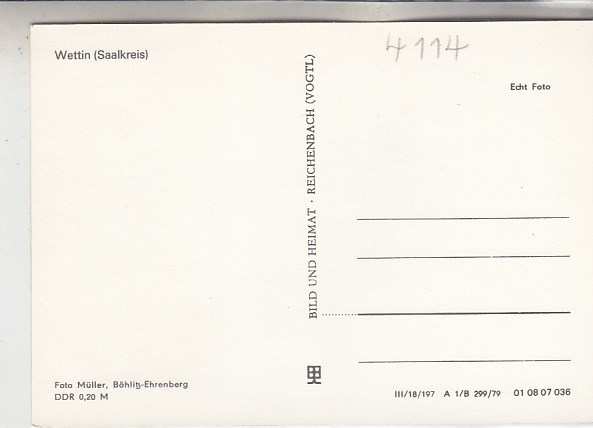 Wettin (Saalkreis)
4114
Echt Foto
BILD UND HEIMAT · REICHENBACH (VOGTL)
Foto Müller, Böhlitz-Ehrenberg
DDR 0,20 M
III/18/197 A 1/B 299/79 01 08 07 036